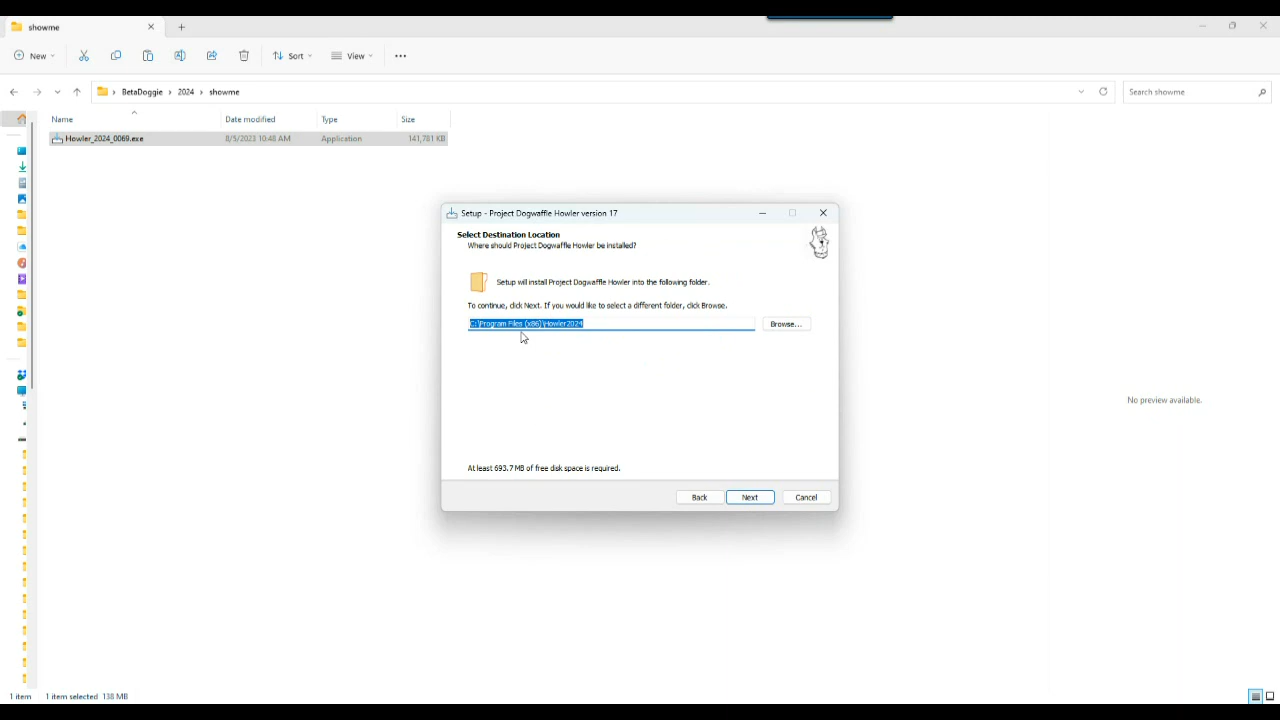 showme
New
Sort
View
BetaDoggie > 2024 > showme
Search showme
Name
Date modified
Type
Size
Howler_2024_0069.exe
8/5/2023 10:48 AM
Application
141,781 KB
Setup - Project Dogwaffle Howler version 17
Select Destination Location
Where should Project Dogwaffle Howler be installed?
Setup will install Project Dogwaffle Howler into the following folder.
To continue, click Next. If you would like to select a different folder, click Browse.
C:\Program Files (x86)\Howler2024
Browse...
No preview available.
At least 693.7 MB of free disk space is required.
Back
Next
Cancel
1 item
1 item selected 138 MB